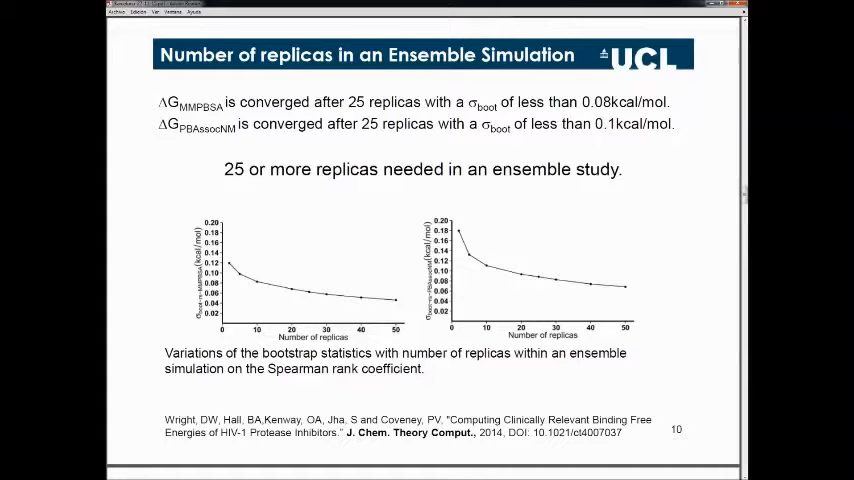 Archivo Edición Ver Ventana Ayuda
Number of replicas in an Ensemble Simulation
UCL
ΔGMMPBSA is converged after 25 replicas with a σboot of less than 0.08kcal/mol.
ΔGPBAssocNM is converged after 25 replicas with a σboot of less than 0.1kcal/mol.
25 or more replicas needed in an ensemble study.
0.20
0.18
0.16
0.14
0.12
0.10
0.08
0.06
0.04
0.02
0 10 20 30 40 50
Number of replicas
0.20
0.18
0.16
0.14
0.12
0.10
0.08
0.06
0.04
0.02
0 10 20 30 40 50
Number of replicas
Variations of the bootstrap statistics with number of replicas within an ensemble
simulation on the Spearman rank coefficient.
Wright, DW, Hall, BA,Kenway, OA, Jha, S and Coveney, PV, "Computing Clinically Relevant Binding Free
Energies of HIV-1 Protease Inhibitors." J. Chem. Theory Comput., 2014, DOI: 10.1021/ct4007037
10